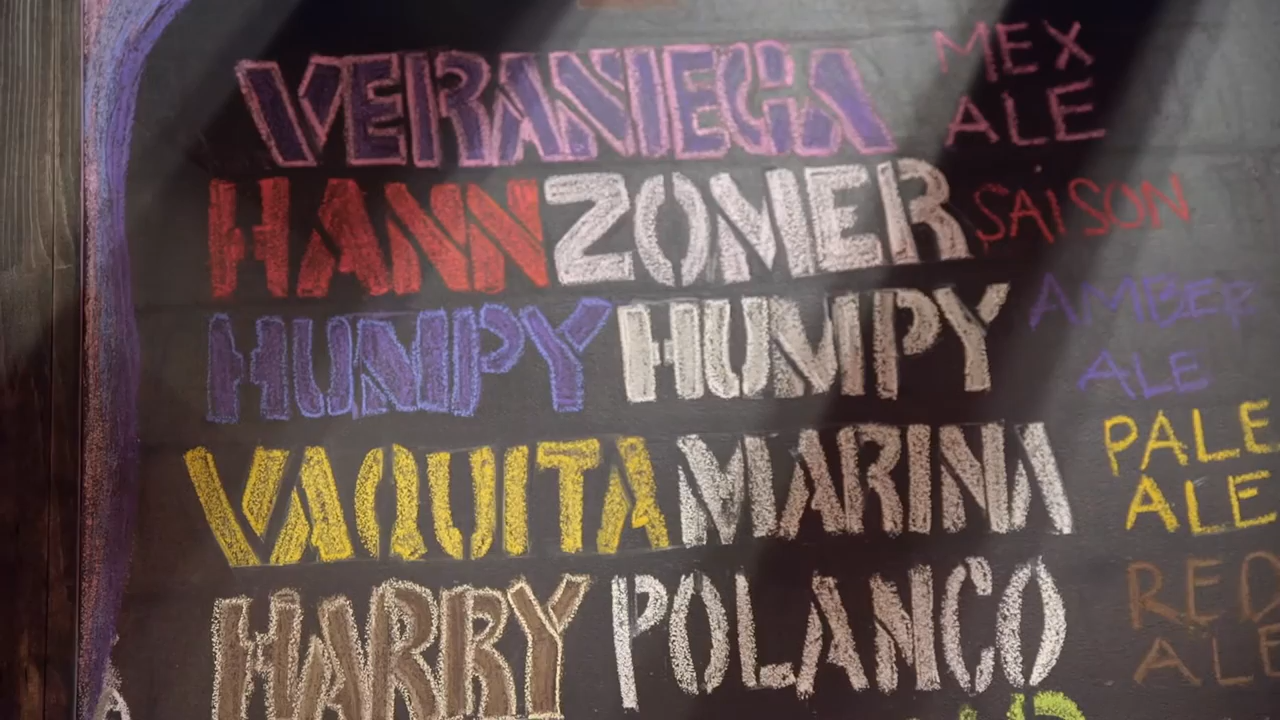 VERANIEGA MEX ALE
HANNZOMER SAiSON
HUMPY HUMPY AMBER ALE
VAQUITA MARINA PALE ALE
HARRY POLANCO RED ALE